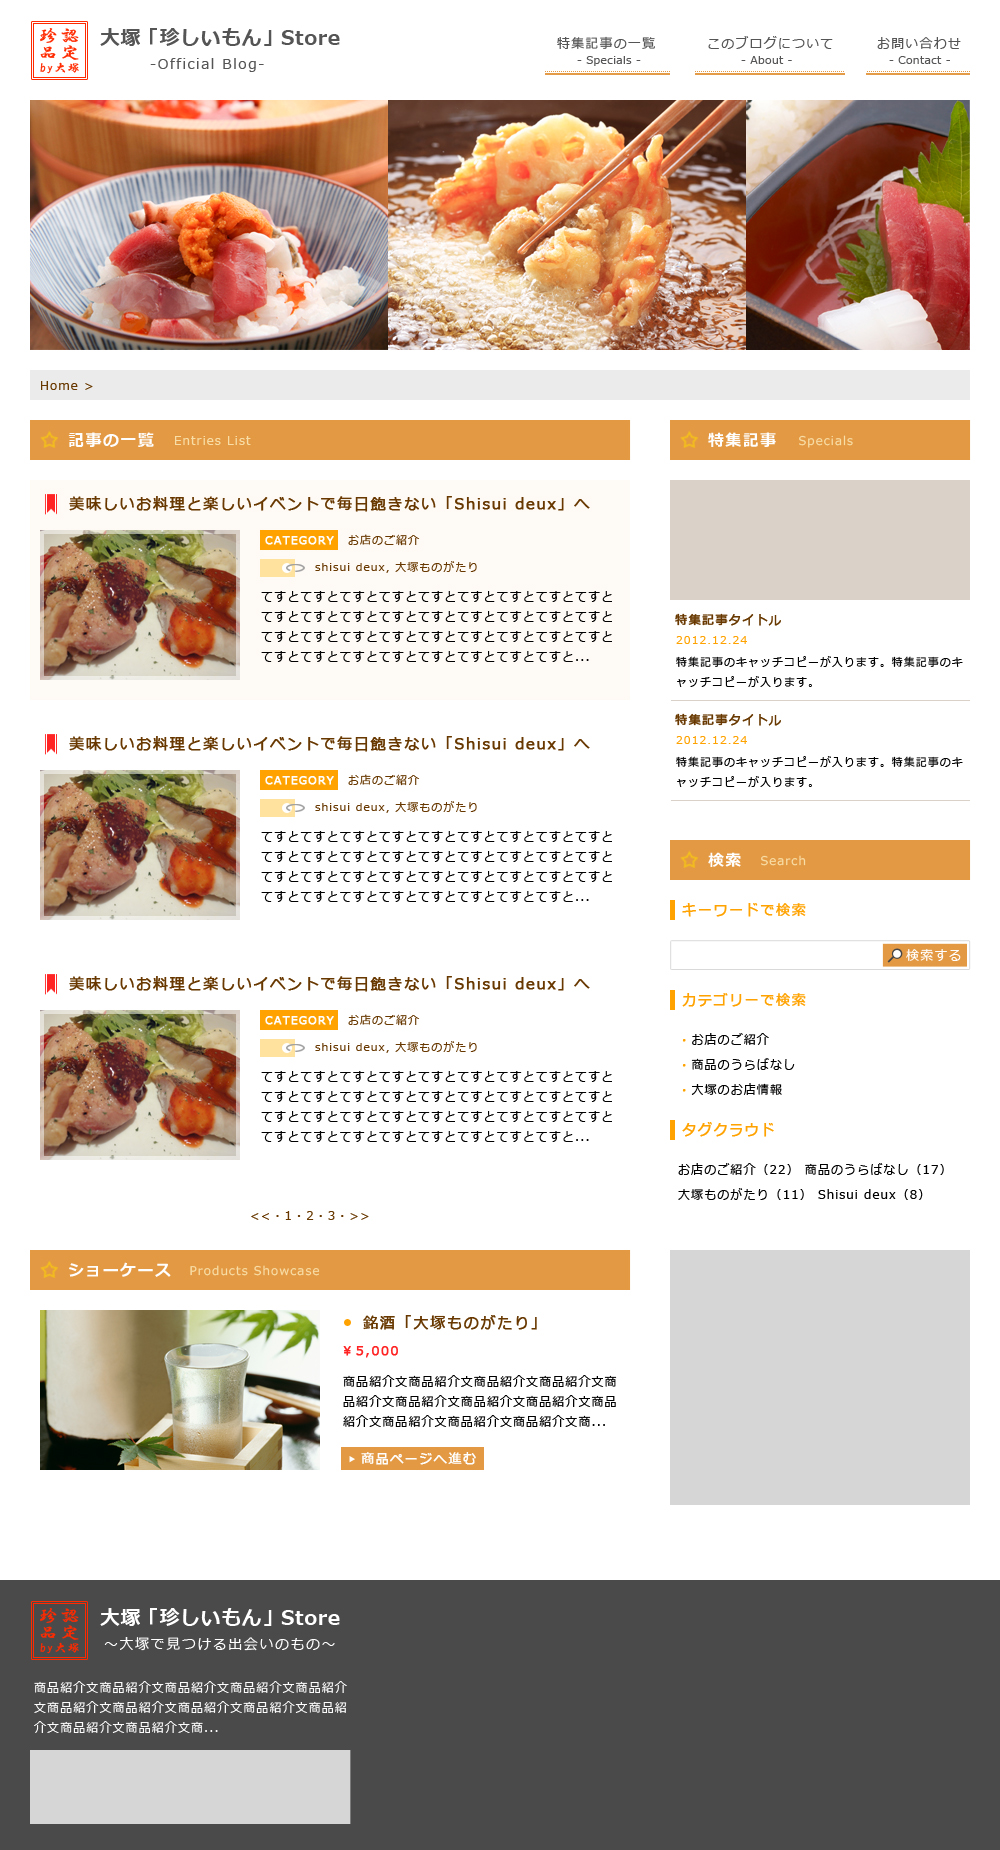 認定
珍品
by大塚
大塚「珍しいもん」Store
-Official Blog-
特集記事の一覧
- Specials -
このブログについて
- About -
お問い合わせ
- Contact -
Home >
記事の一覧 Entries List
美味しいお料理と楽しいイベントで毎日飽きない「Shisui deux」へ
CATEGORY お店のご紹介
shisui deux, 大塚ものがたり
てすとてすとてすとてすとてすとてすとてすとてすとてすと
てすとてすとてすとてすとてすとてすとてすとてすとてすと
てすとてすとてすとてすとてすとてすとてすとてすとてすと
てすとてすとてすとてすとてすとてすとてすとてすと...
美味しいお料理と楽しいイベントで毎日飽きない「Shisui deux」へ
CATEGORY お店のご紹介
shisui deux, 大塚ものがたり
てすとてすとてすとてすとてすとてすとてすとてすとてすと
てすとてすとてすとてすとてすとてすとてすとてすとてすと
てすとてすとてすとてすとてすとてすとてすとてすとてすと
てすとてすとてすとてすとてすとてすとてすとてすと...
美味しいお料理と楽しいイベントで毎日飽きない「Shisui deux」へ
CATEGORY お店のご紹介
shisui deux, 大塚ものがたり
てすとてすとてすとてすとてすとてすとてすとてすとてすと
てすとてすとてすとてすとてすとてすとてすとてすとてすと
てすとてすとてすとてすとてすとてすとてすとてすとてすと
てすとてすとてすとてすとてすとてすとてすとてすと...
<< · 1 · 2 · 3 · >>
ショーケース Products Showcase
銘酒「大塚ものがたり」
¥5,000
商品紹介文商品紹介文商品紹介文商品紹介文商
品紹介文商品紹介文商品紹介文商品紹介文商品
紹介文商品紹介文商品紹介文商品紹介文商...
商品ページへ進む
特集記事 Specials
特集記事タイトル
2012.12.24
特集記事のキャッチコピーが入ります。特集記事のキ
ャッチコピーが入ります。
特集記事タイトル
2012.12.24
特集記事のキャッチコピーが入ります。特集記事のキ
ャッチコピーが入ります。
検索 Search
キーワードで検索
検索する
カテゴリーで検索
・お店のご紹介
・商品のうらばなし
・大塚のお店情報
タグクラウド
お店のご紹介（22） 商品のうらばなし（17）
大塚ものがたり（11） Shisui deux（8）
認定
珍品
by大塚
大塚「珍しいもん」Store
～大塚で見つける出会いのもの～
商品紹介文商品紹介文商品紹介文商品紹介文商品紹介
文商品紹介文商品紹介文商品紹介文商品紹介文商品紹
介文商品紹介文商品紹介文商...